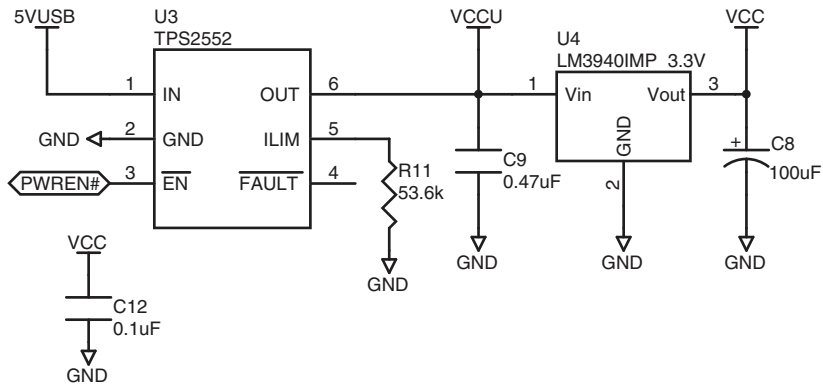 5VUSB
U3
TPS2552
1
IN
2
GND
GND
3
EN
PWREN#
OUT
6
ILIM
5
FAULT
4
R11
53.6k
GND
VCCU
C9
0.47uF
GND
U4
LM3940IMP 3.3V
1
Vin
Vout
3
GND
2
GND
VCC
+
C8
100uF
GND
VCC
C12
0.1uF
GND